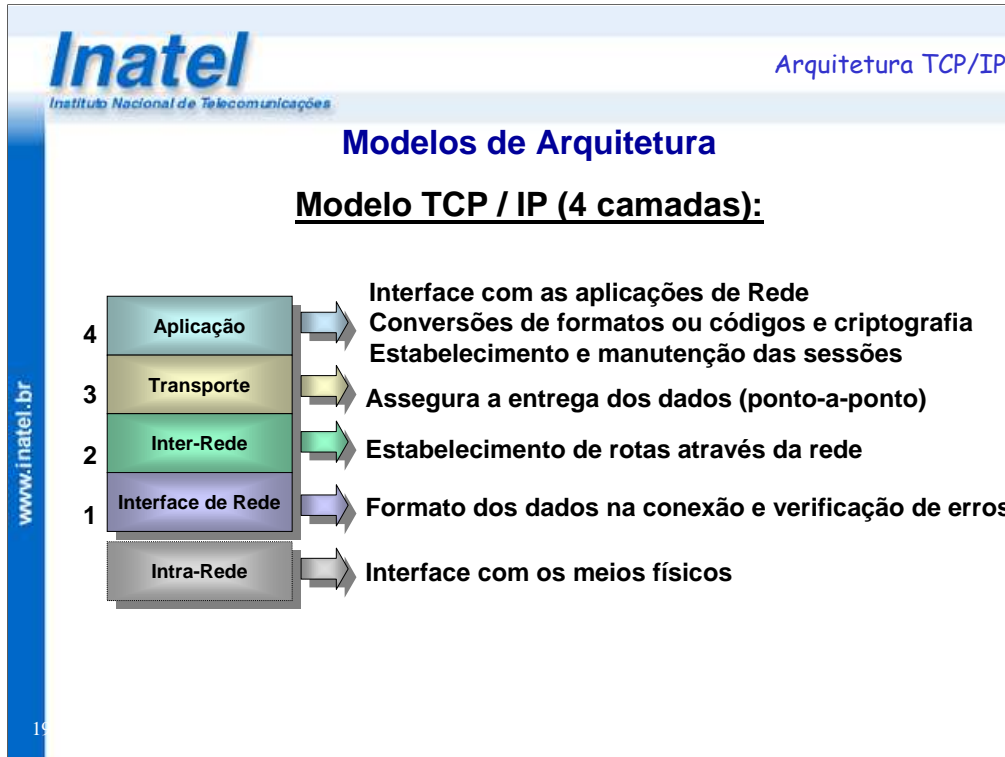 Inatel
Instituto Nacional de Telecomunicações
Arquitetura TCP/IP
Modelos de Arquitetura
Modelo TCP / IP (4 camadas):
4
Aplicação
Interface com as aplicações de Rede
Conversões de formatos ou códigos e criptografia
Estabelecimento e manutenção das sessões
3
Transporte
Assegura a entrega dos dados (ponto-a-ponto)
2
Inter-Rede
Estabelecimento de rotas através da rede
1
Interface de Rede
Formato dos dados na conexão e verificação de erros
Intra-Rede
Interface com os meios físicos
www.inatel.br
19